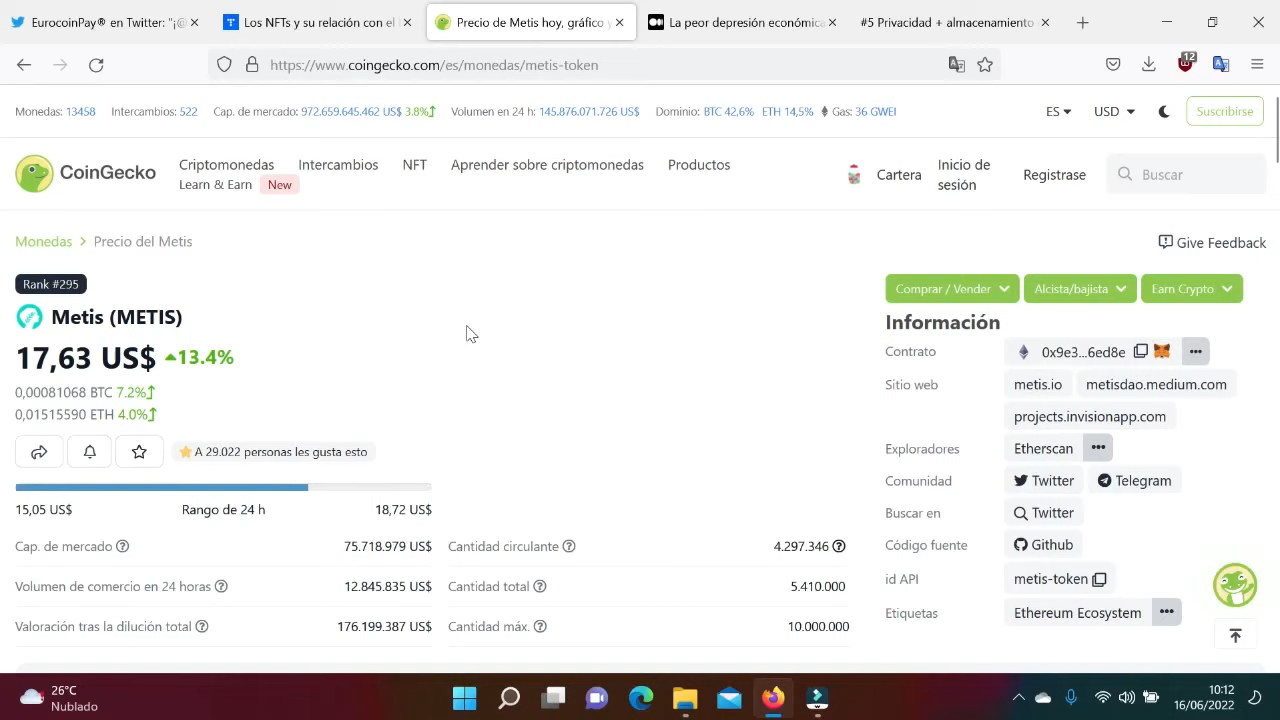 EurocoinPay® en Twitter: "¡@
Los NFTs y su relación con el
Precio de Metis hoy, gráfico y
La peor depresión económica
#5 Privacidad + almacenamiento
https://www.coingecko.com/es/monedas/metis-token
12
Monedas: 13458 Intercambios: 522 Cap. de mercado: 972.659.645.462 US$ 3.8% Volumen en 24 h: 145.876.071.726 US$ Dominio: BTC 42,6% ETH 14,5% Gas: 36 GWEI
ES USD Suscribirse
CoinGecko
Criptomonedas Intercambios NFT Aprender sobre criptomonedas Productos
Learn & Earn New
Cartera
Inicio de
sesión
Registrase
Buscar
Monedas > Precio del Metis
Give Feedback
Rank #295
Metis (METIS)
17,63 US$ 13.4%
0,00081068 BTC 7.2%
0,01515590 ETH 4.0%
A 29.022 personas les gusta esto
15,05 US$ Rango de 24 h 18,72 US$
Cap. de mercado 75.718.979 US$
Cantidad circulante 4.297.346
Volumen de comercio en 24 horas 12.845.835 US$
Cantidad total 5.410.000
Valoración tras la dilución total 176.199.387 US$
Cantidad máx. 10.000.000
Comprar / Vender Alcista/bajista Earn Crypto
Información
Contrato 0x9e3...6ed8e
Sitio web metis.io metisdao.medium.com
projects.invisionapp.com
Exploradores Etherscan
Comunidad Twitter Telegram
Buscar en Twitter
Código fuente Github
id API metis-token
Etiquetas Ethereum Ecosystem
26°C
Nublado
10:12
16/06/2022